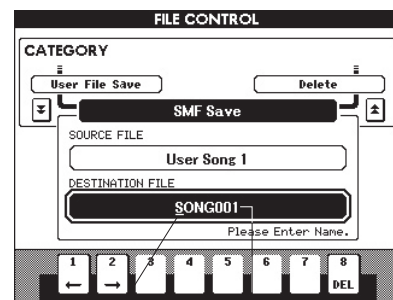 FILE CONTROL
CATEGORY
User File Save
Delete
SMF Save
SOURCE FILE
User Song 1
DESTINATION FILE
SONG001
Please Enter Name.
1 2 3 4 5 6 7 8
← → DEL